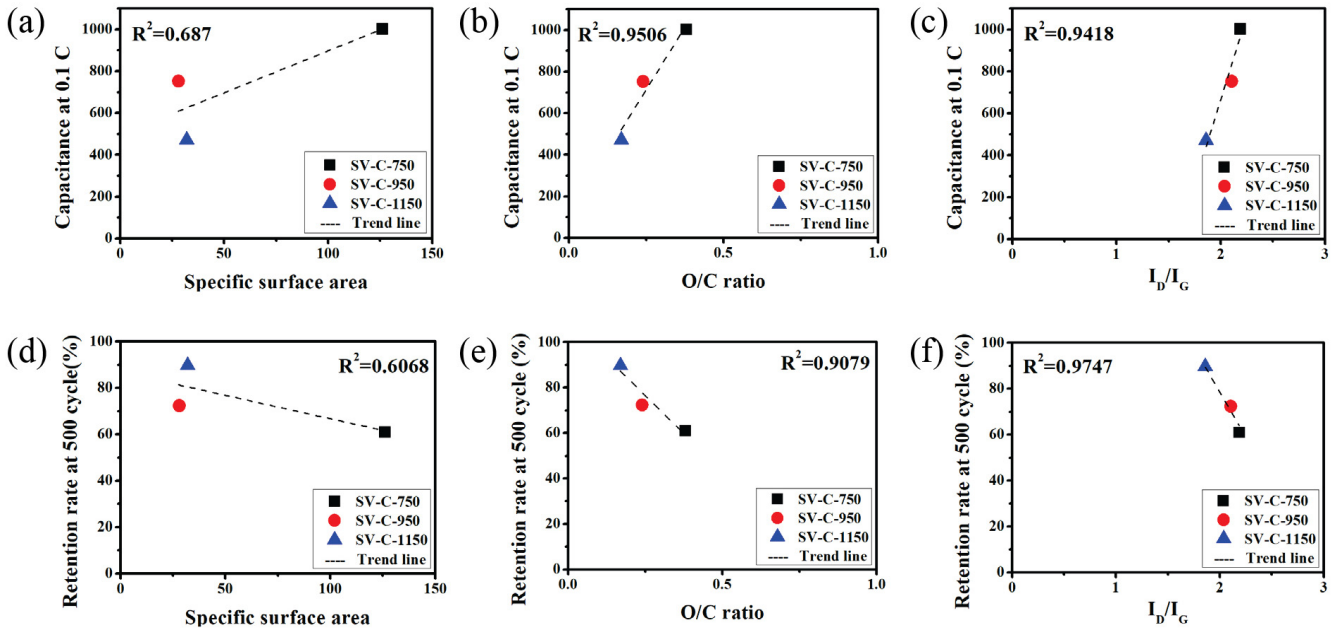 (a)
R²=0.687
Capacitance at 0.1 C
1000
800
600
400
200
0
0
50
100
150
Specific surface area
SV-C-750
SV-C-950
SV-C-1150
Trend line
(b)
R²=0.9506
Capacitance at 0.1 C
1000
800
600
400
200
0
0.0
0.5
1.0
O/C ratio
SV-C-750
SV-C-950
SV-C-1150
Trend line
(c)
R²=0.9418
Capacitance at 0.1 C
1000
800
600
400
200
0
0
1
2
3
I_D/I_G
SV-C-750
SV-C-950
SV-C-1150
Trend line
(d)
R²=0.6068
Retention rate at 500 cycle(%)
100
80
60
40
20
0
0
50
100
150
Specific surface area
SV-C-750
SV-C-950
SV-C-1150
Trend line
(e)
R²=0.9079
Retention rate at 500 cycle (%)
100
80
60
40
20
0
0.0
0.5
1.0
O/C ratio
SV-C-750
SV-C-950
SV-C-1150
Trend line
(f)
R²=0.9747
Retention rate at 500 cycle (%)
100
80
60
40
20
0
0
1
2
3
I_D/I_G
SV-C-750
SV-C-950
SV-C-1150
Trend line